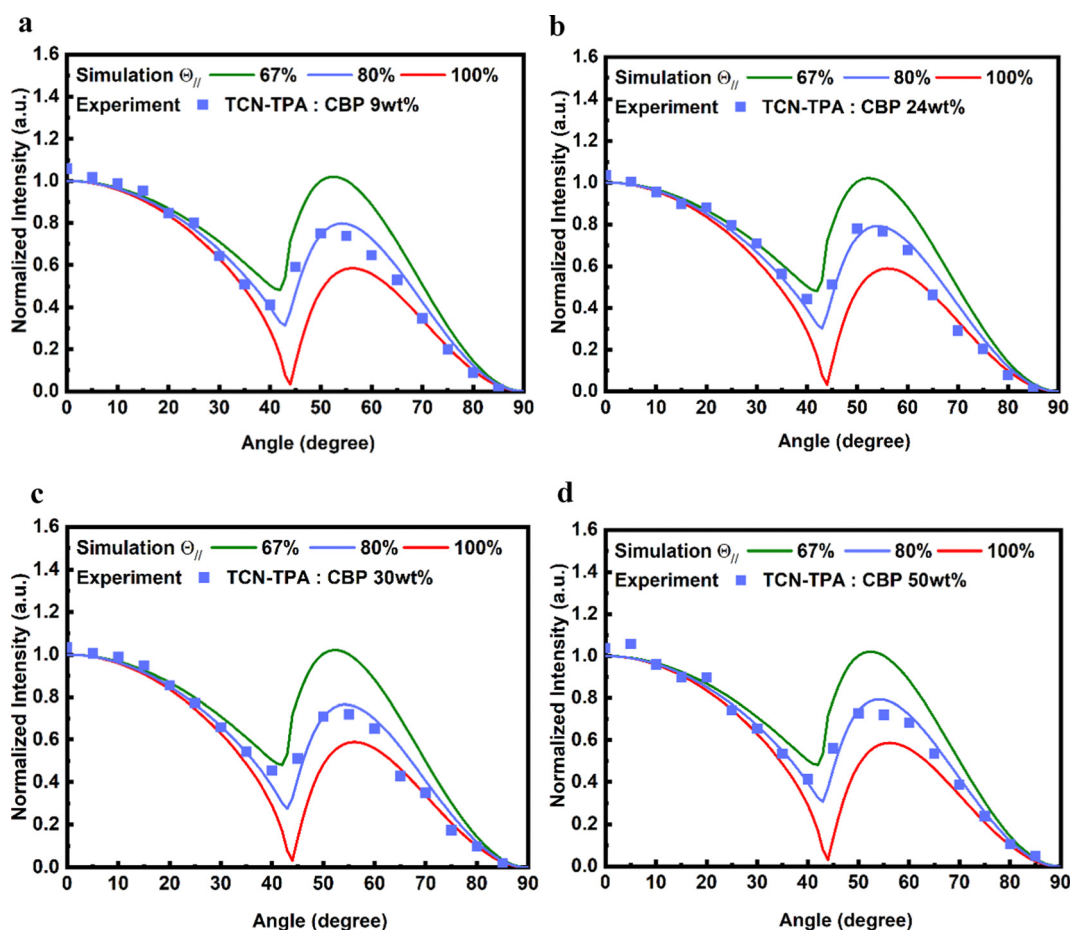 a
1.6
1.4
1.2
1.0
0.8
0.6
0.4
0.2
0.0
Normalized Intensity (a.u.)
Simulation Θ// 67% 80% 100%
Experiment TCN-TPA : CBP 9wt%
0 10 20 30 40 50 60 70 80 90
Angle (degree)
b
1.6
1.4
1.2
1.0
0.8
0.6
0.4
0.2
0.0
Normalized Intensity (a.u.)
Simulation Θ// 67% 80% 100%
Experiment TCN-TPA : CBP 24wt%
0 10 20 30 40 50 60 70 80 90
Angle (degree)
c
1.6
1.4
1.2
1.0
0.8
0.6
0.4
0.2
0.0
Normalized Intensity (a.u.)
Simulation Θ// 67% 80% 100%
Experiment TCN-TPA : CBP 30wt%
0 10 20 30 40 50 60 70 80 90
Angle (degree)
d
1.6
1.4
1.2
1.0
0.8
0.6
0.4
0.2
0.0
Normalized Intensity (a.u.)
Simulation Θ// 67% 80% 100%
Experiment TCN-TPA : CBP 50wt%
0 10 20 30 40 50 60 70 80 90
Angle (degree)